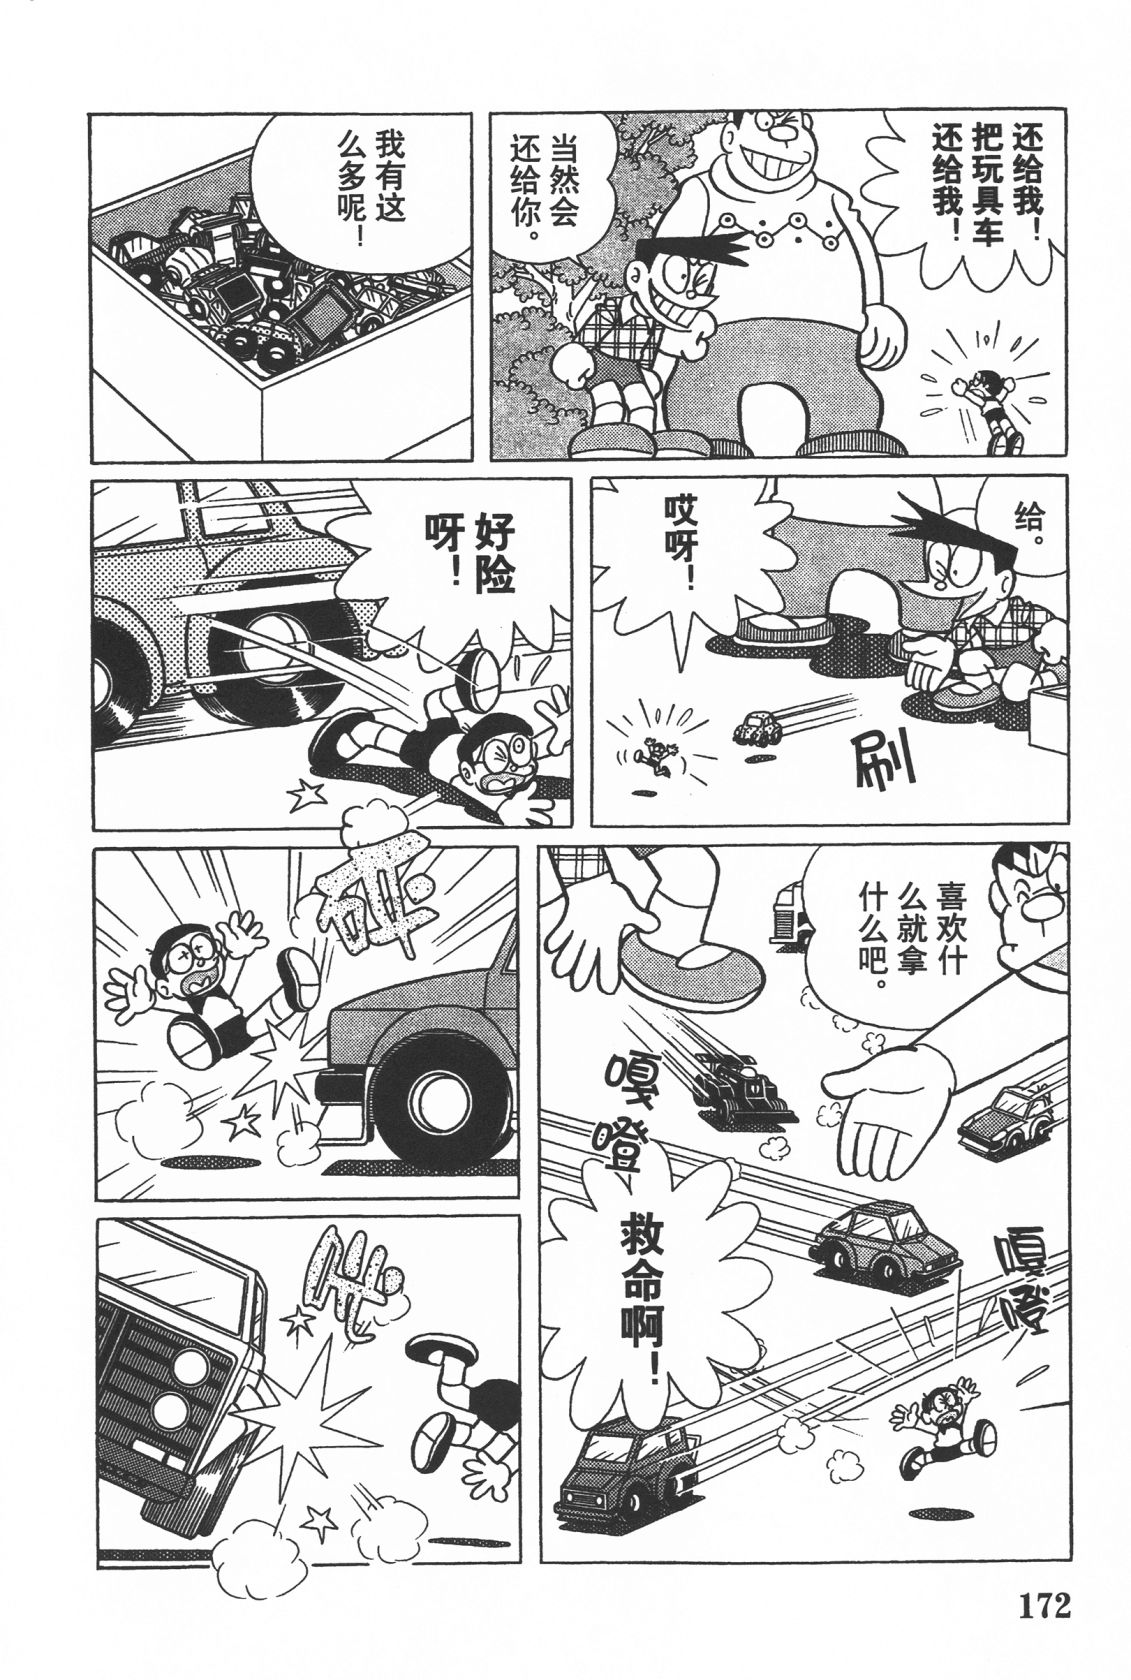 还给我！
把玩具车
还给我！
当然会
还给你。
我有这
么多呢！
给。
刷
哎呀！
好险
呀！
喜欢什
么就拿
什么吧。
嘎
噔
嘎
噔
救命啊！
砰